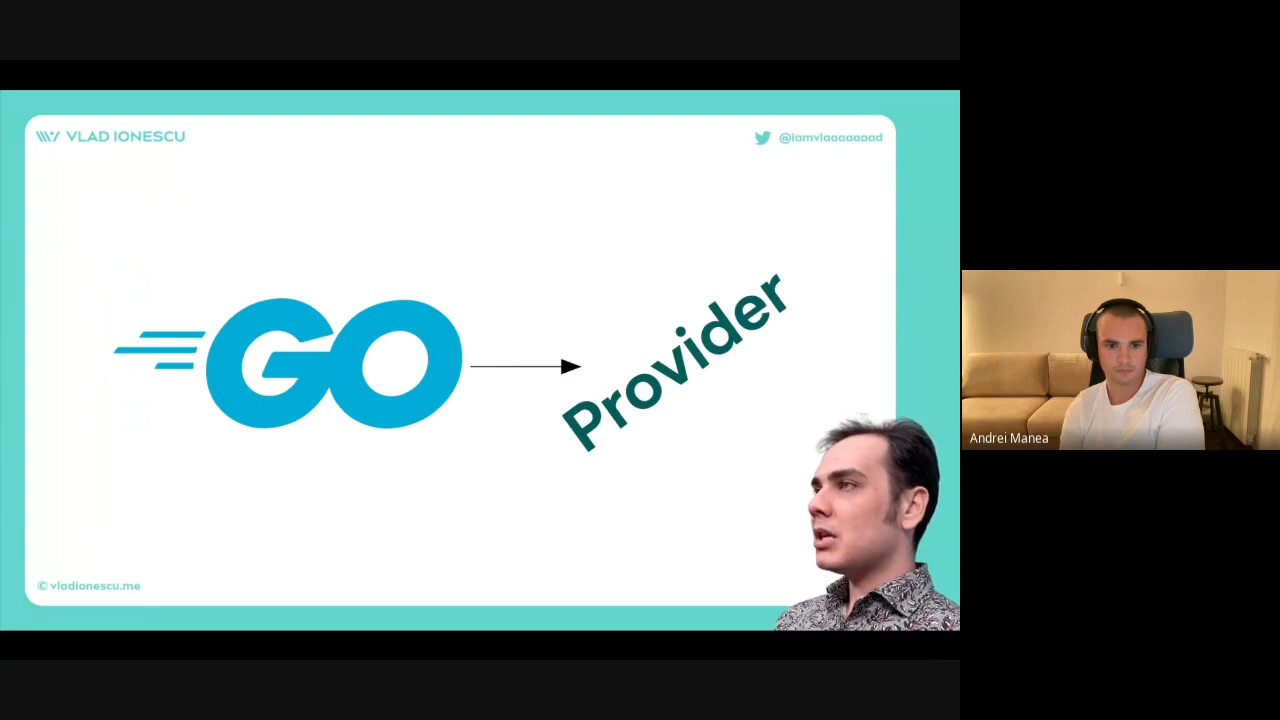 VLAD IONESCU
@iamvlaaaaaaad
GO
Provider
© vladionescu.me
Andrei Manea